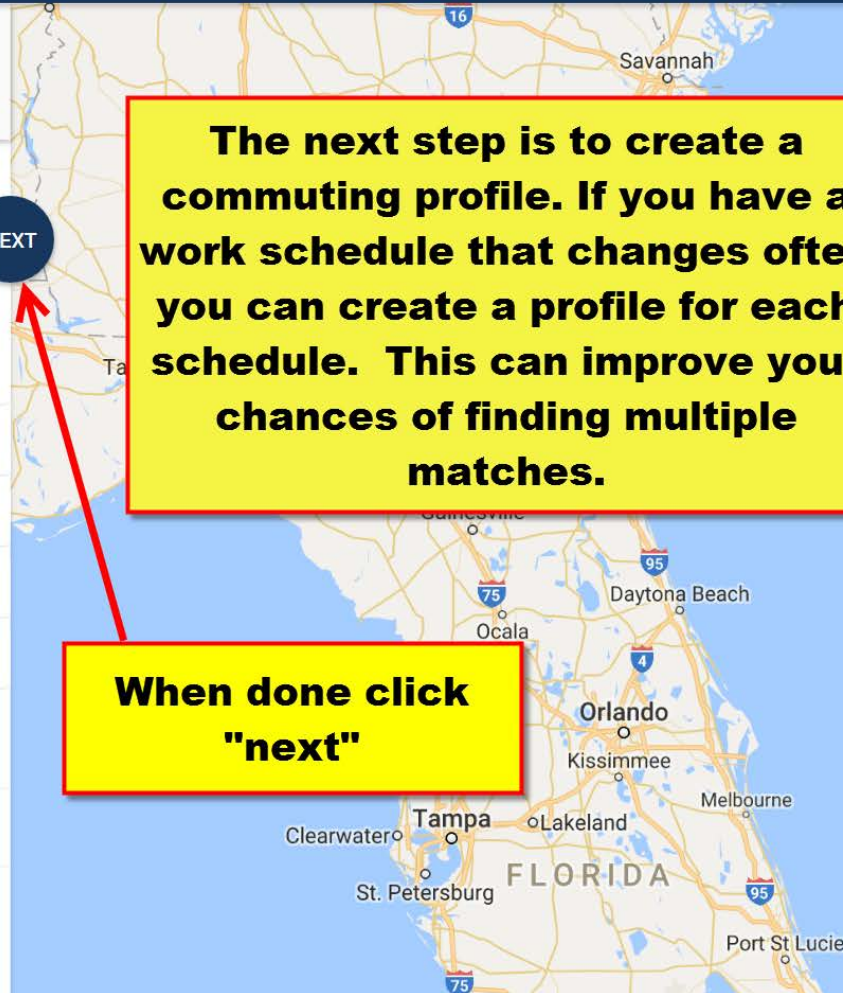 16
Savannah
The next step is to create a
commuting profile. If you have a
work schedule that changes ofte
you can create a profile for each
schedule.  This can improve you
chances of finding multiple
matches.
EXT
Ta
Gainesville
95
75
Daytona Beach
Ocala
4
When done click
"next"
Orlando
Kissimmee
Melbourne
Tampa
Lakeland
Clearwater
FLORIDA
St. Petersburg
95
Port St Lucie
75